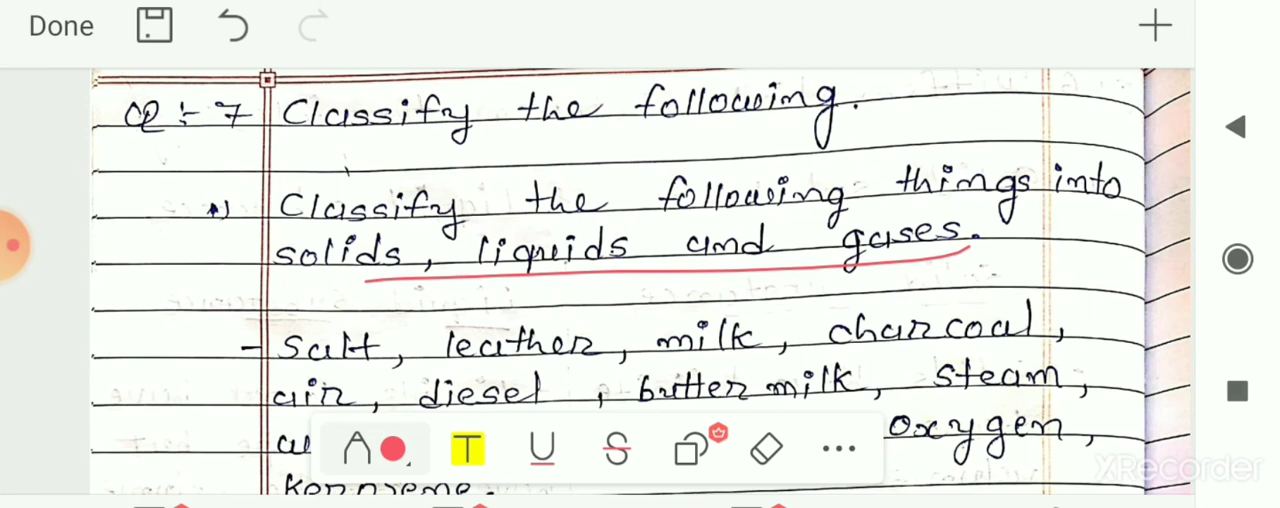 Done
Q :- 7 Classify the following.
A) Classify the following things into
solids, liquids and gases.
- Salt, leather, milk, charcoal,
air, diesel, butter milk, steam,
oxygen,
XRecorder